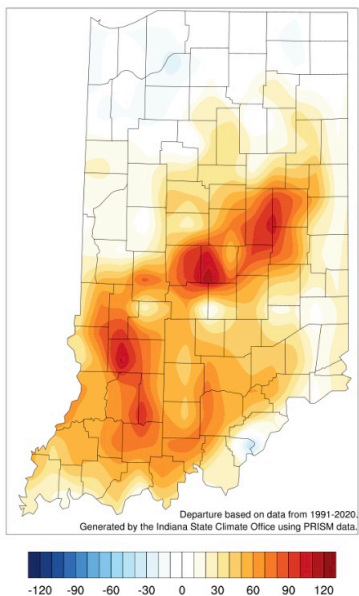 Departure based on data from 1991-2020.
Generated by the Indiana State Climate Office using PRISM data.
-120 -90 -60 -30 0 30 60 90 120